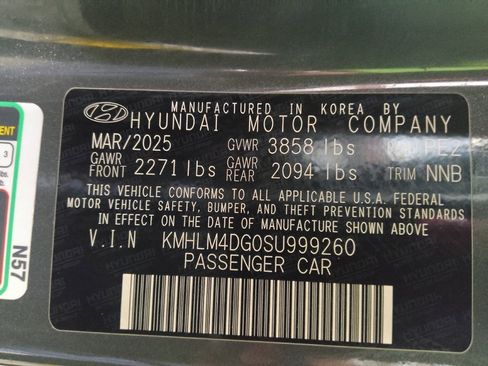 MANUFACTURED IN KOREA BY
HYUNDAI MOTOR COMPANY
MAR/2025 GVWR 3858 lbs PE2
GAWR FRONT 2271 lbs GAWR REAR 2094 lbs TRIM NNB
THIS VEHICLE CONFORMS TO ALL APPLICABLE U.S.A. FEDERAL
MOTOR VEHICLE SAFETY, BUMPER, AND THEFT PREVENTION STANDARDS
IN EFFECT ON THE DATE OF MANUFACTURE SHOWN ABOVE
V.I.N KMHLM4DG0SU999260
PASSENGER CAR
3
N57